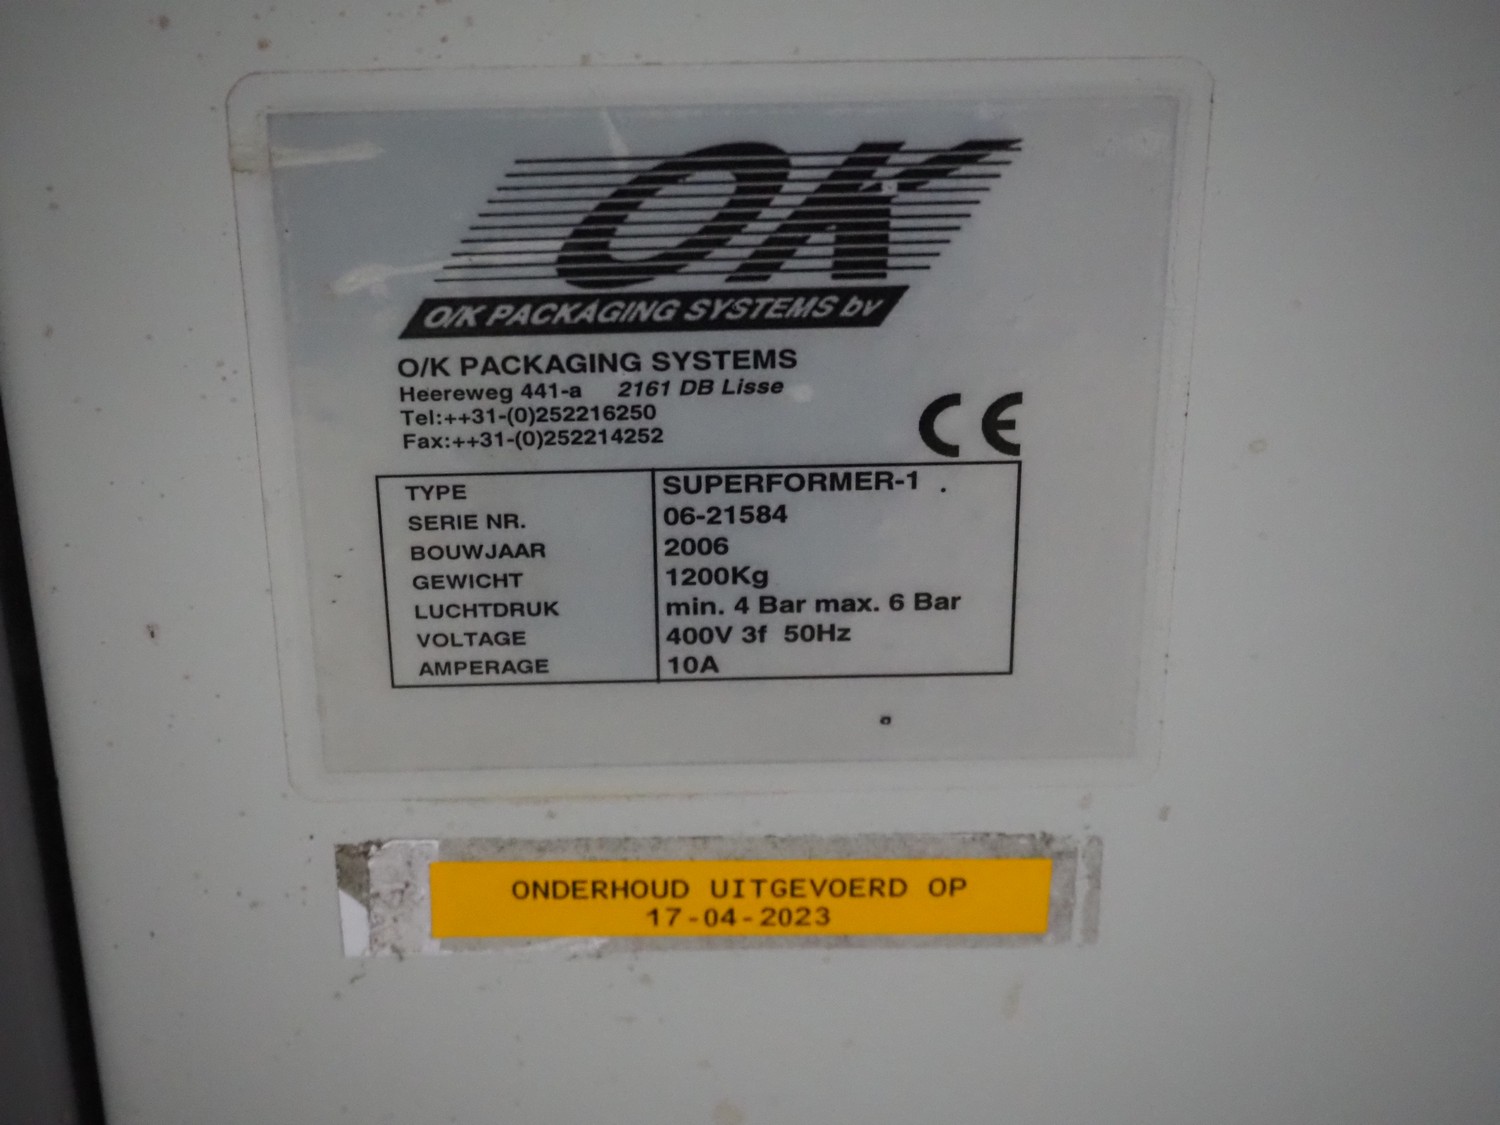 OK
O/K PACKAGING SYSTEMS bv
O/K PACKAGING SYSTEMS
Heereweg 441-a 2161 DB Lisse
Tel:++31-(0)252216250
Fax:++31-(0)252214252
CE
TYPE SUPERFORMER-1 .
SERIE NR. 06-21584
BOUWJAAR 2006
GEWICHT 1200Kg
LUCHTDRUK min. 4 Bar max. 6 Bar
VOLTAGE 400V 3f 50Hz
AMPERAGE 10A
ONDERHOUD UITGEVOERD OP
17-04-2023